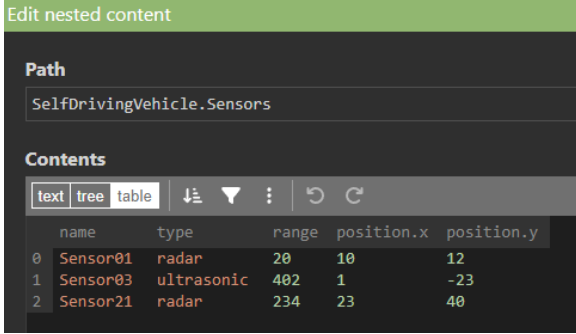 Edit nested content
Path
SelfDrivingVehicle.Sensors
Contents
text tree table
name type range position.x position.y
0 Sensor01 radar 20 10 12
1 Sensor03 ultrasonic 402 1 -23
2 Sensor21 radar 234 23 40